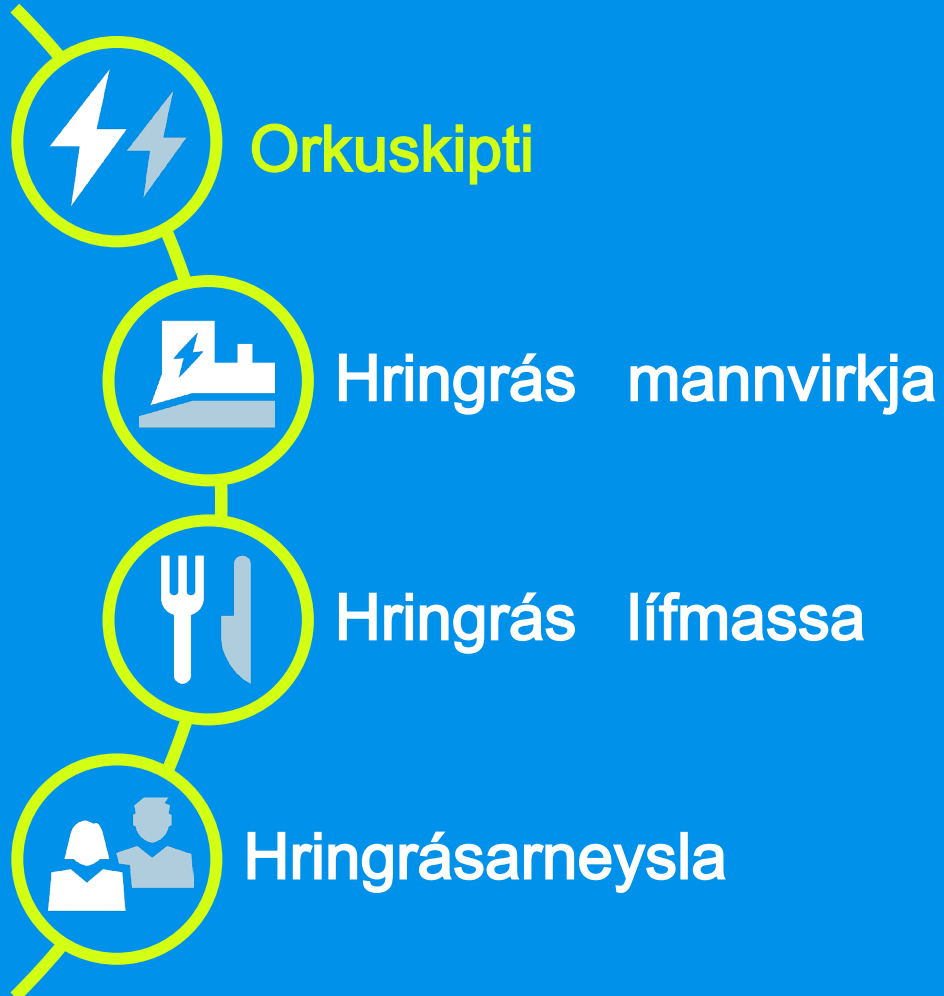 Orkuskipti
Hringrás mannvirkja
Hringrás lífmassa
Hringrásarneysla